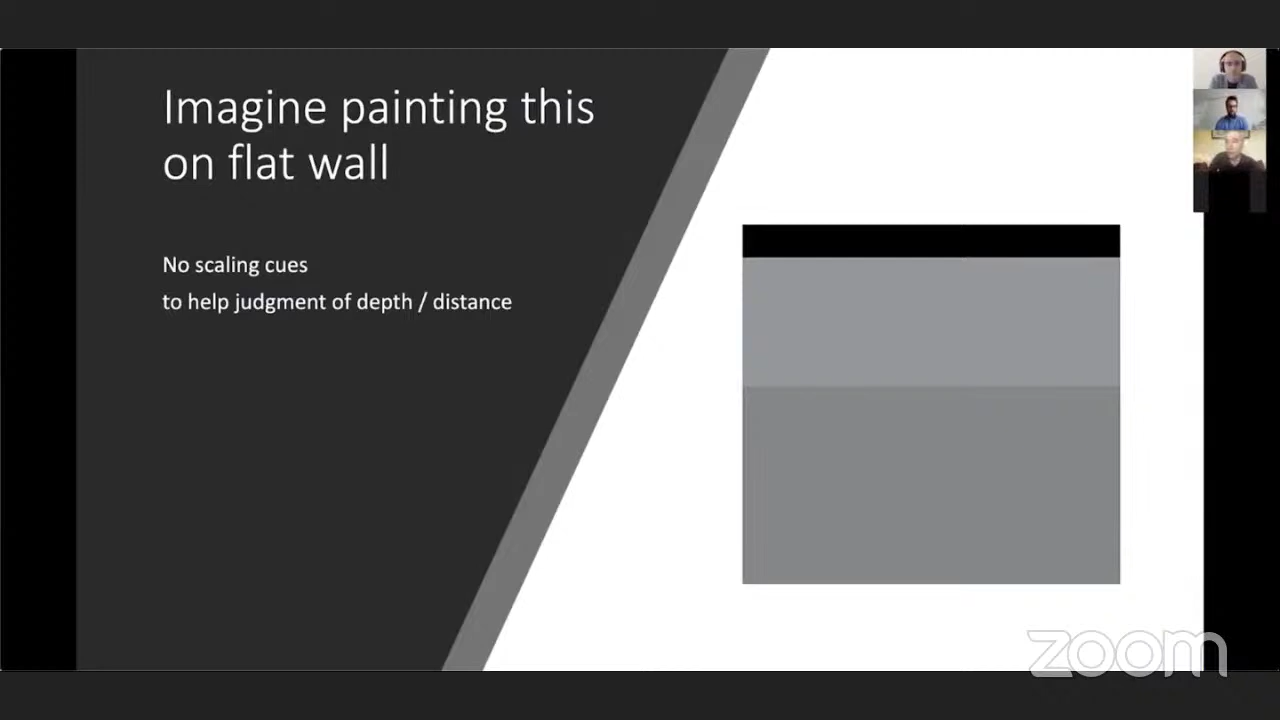 Imagine painting this
on flat wall
No scaling cues
to help judgment of depth / distance
zoom